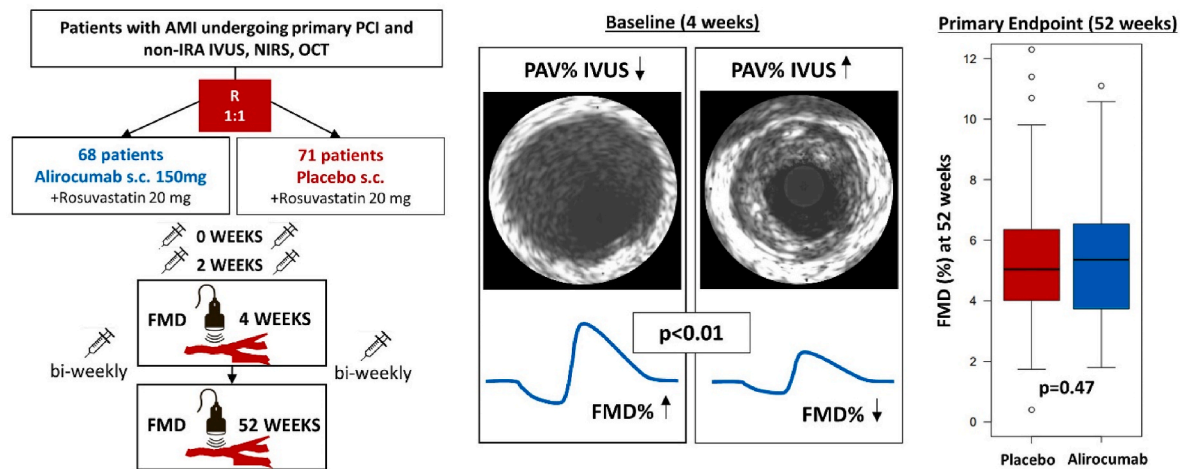 Patients with AMI undergoing primary PCI and
non-IRA IVUS, NIRS, OCT
R
1:1
68 patients
Alirocumab s.c. 150mg
+Rosuvastatin 20 mg
71 patients
Placebo s.c.
+Rosuvastatin 20 mg
0 WEEKS
2 WEEKS
FMD
4 WEEKS
bi-weekly
bi-weekly
FMD
52 WEEKS
Baseline (4 weeks)
PAV% IVUS ↓
PAV% IVUS ↑
p<0.01
FMD% ↑
FMD% ↓
Primary Endpoint (52 weeks)
FMD (%) at 52 weeks
12
10
8
6
4
2
0
p=0.47
Placebo
Alirocumab